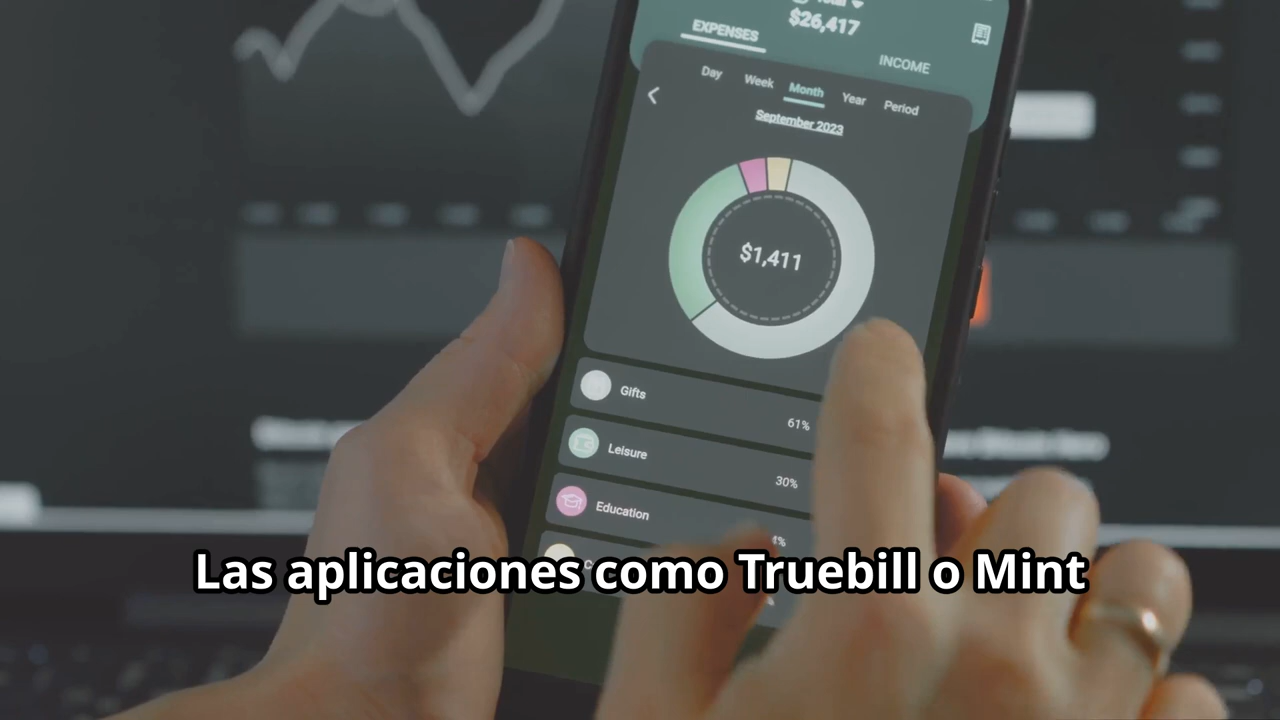 $26,417
EXPENSES
INCOME
Day Week Month Year Period
September 2023
$1,411
Gifts
61%
Leisure
30%
Education
Las aplicaciones como Truebill o Mint